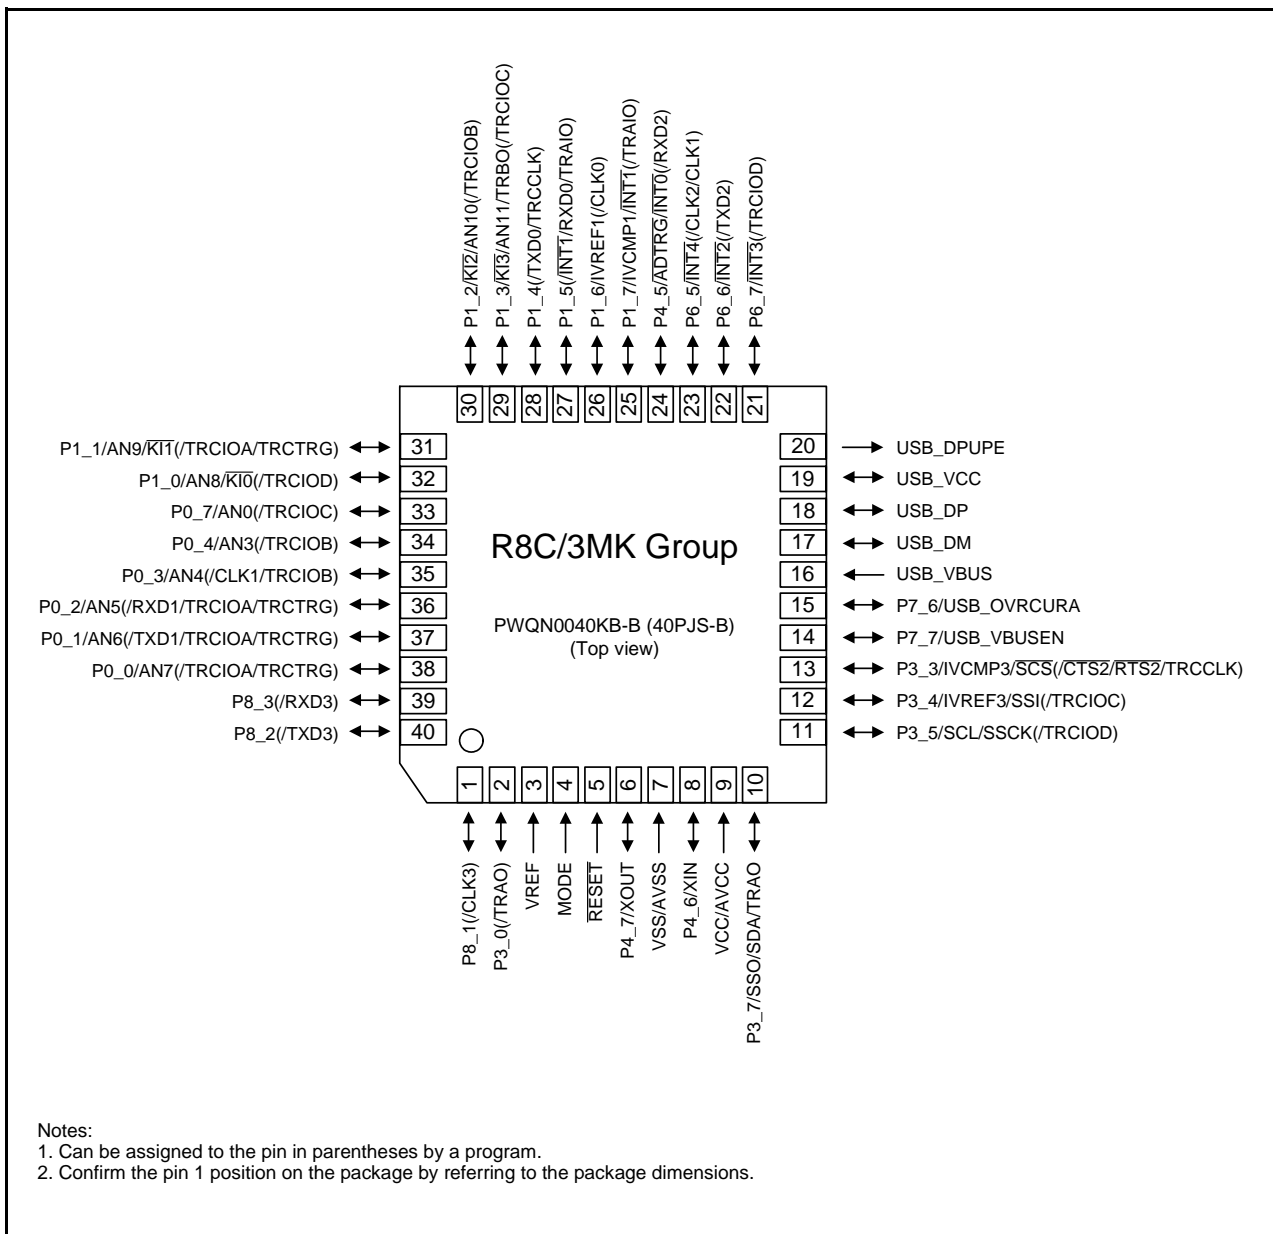 P1_2/KI2/AN10(/TRCIOB)
P1_3/KI3/AN11/TRBO(/TRCIOC)
P1_4(/TXD0/TRCCLK)
P1_5(/INT1/RXD0/TRAIO)
P1_6/IVREF1(/CLK0)
P1_7/IVCMP1/INT1(/TRAIO)
P4_5/ADTRG/INT0(/RXD2)
P6_5/INT4(/CLK2/CLK1)
P6_6/INT2(/TXD2)
P6_7/INT3(/TRCIOD)
30
29
28
27
26
25
24
23
22
21
P1_1/AN9/KI1(/TRCIOA/TRCTRG)
31
P1_0/AN8/KI0(/TRCIOD)
32
P0_7/AN0(/TRCIOC)
33
P0_4/AN3(/TRCIOB)
34
P0_3/AN4(/CLK1/TRCIOB)
35
P0_2/AN5(/RXD1/TRCIOA/TRCTRG)
36
P0_1/AN6(/TXD1/TRCIOA/TRCTRG)
37
P0_0/AN7(/TRCIOA/TRCTRG)
38
P8_3(/RXD3)
39
P8_2(/TXD3)
40
R8C/3MK Group
PWQN0040KB-B (40PJS-B)
(Top view)
20
USB_DPUPE
19
USB_VCC
18
USB_DP
17
USB_DM
16
USB_VBUS
15
P7_6/USB_OVRCURA
14
P7_7/USB_VBUSEN
13
P3_3/IVCMP3/SCS(/CTS2/RTS2/TRCCLK)
12
P3_4/IVREF3/SSI(/TRCIOC)
11
P3_5/SCL/SSCK(/TRCIOD)
1
2
3
4
5
6
7
8
9
10
P8_1(/CLK3)
P3_0(/TRAO)
VREF
MODE
RESET
P4_7/XOUT
VSS/AVSS
P4_6/XIN
VCC/AVCC
P3_7/SSO/SDA/TRAO
Notes:
1. Can be assigned to the pin in parentheses by a program.
2. Confirm the pin 1 position on the package by referring to the package dimensions.